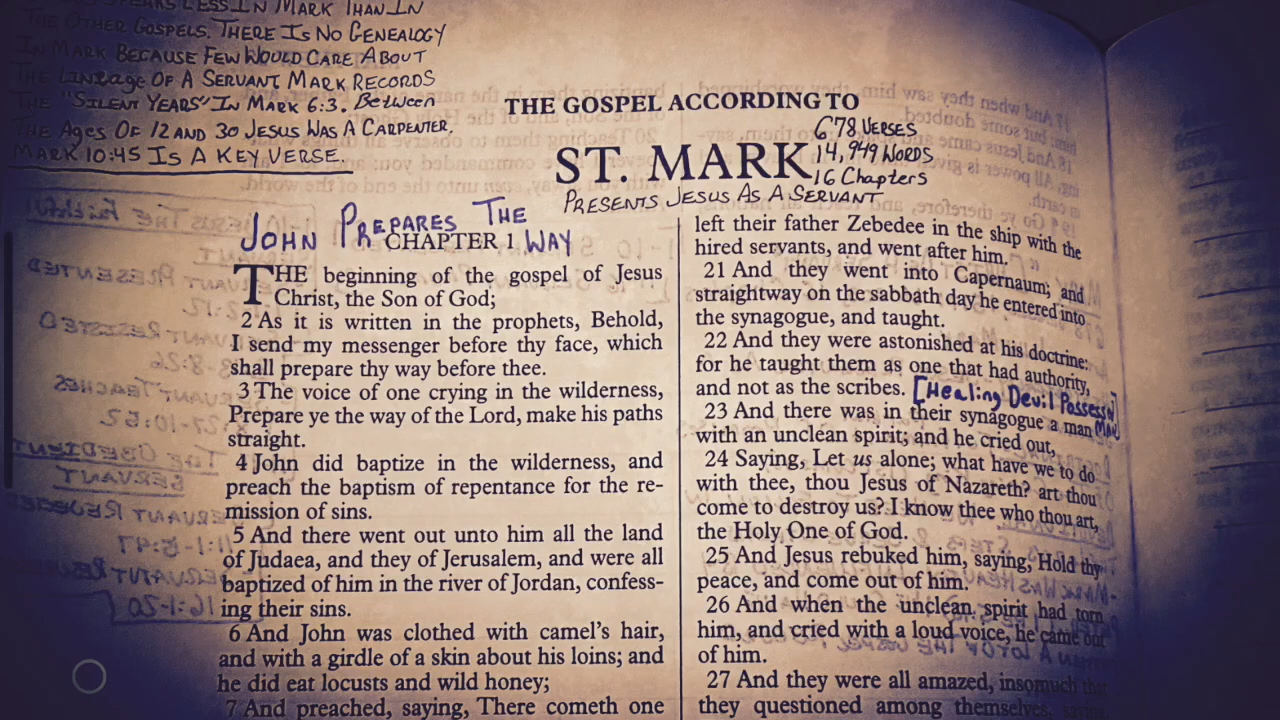 LESS IN MARK THAN IN
THE OTHER GOSPELS. THERE IS NO GENEALOGY
IN MARK BECAUSE FEW WOULD CARE ABOUT
THE LINEAGE OF A SERVANT MARK RECORDS
THE "SILENT YEARS" IN MARK 6:3. Between
THE Ages OF 12 AND 30 JESUS WAS A CARPENTER.
MARK 10:45 IS A KEY VERSE.
THE GOSPEL ACCORDING TO
ST. MARK
678 VERSES
14,949 WORDS
16 Chapters
PRESENTS JESUS AS A SERVANT
JOHN PREPARES THE
WAY
CHAPTER 1
THE beginning of the gospel of Jesus
Christ, the Son of God;
2 As it is written in the prophets, Behold,
I send my messenger before thy face, which
shall prepare thy way before thee.
3 The voice of one crying in the wilderness,
Prepare ye the way of the Lord, make his paths
straight.
4 John did baptize in the wilderness, and
preach the baptism of repentance for the re-
mission of sins.
5 And there went out unto him all the land
of Judaea, and they of Jerusalem, and were all
baptized of him in the river of Jordan, confess-
ing their sins.
6 And John was clothed with camel's hair,
and with a girdle of a skin about his loins; and
he did eat locusts and wild honey;
7 And preached, saying, There cometh one
left their father Zebedee in the ship with the
hired servants, and went after him.
21 And they went into Capernaum; and
straightway on the sabbath day he entered into
the synagogue, and taught.
22 And they were astonished at his doctrine:
for he taught them as one that had authority,
and not as the scribes. [Healing Devil Possess
MAN]
23 And there was in their synagogue a man
with an unclean spirit; and he cried out,
24 Saying, Let us alone; what have we to do
with thee, thou Jesus of Nazareth? art thou
come to destroy us? I know thee who thou art,
the Holy One of God.
25 And Jesus rebuked him, saying, Hold thy
peace, and come out of him.
26 And when the unclean spirit had torn
him, and cried with a loud voice, he came out
of him.
27 And they were all amazed, insomuch that
they questioned among themselves,